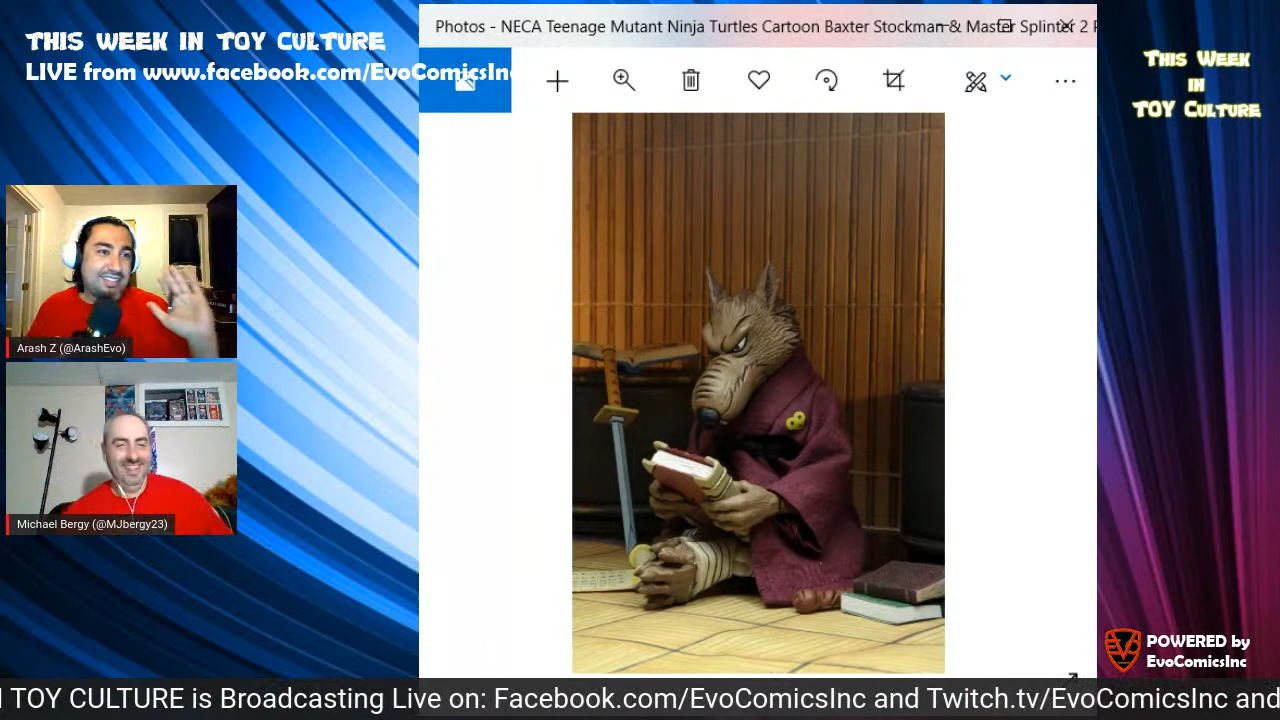 THIS WEEK IN TOY CULTURE
LIVE from www.facebook.com/EvoComicsInc
Photos - NECA Teenage Mutant Ninja Turtles Cartoon Baxter Stockman & Master Splinter 2 P
This Week
in
TOY Culture
Arash Z (@ArashEvo)
Michael Bergy (@MJbergy23)
EVO
POWERED by
EvoComicsInc
TOY CULTURE is Broadcasting Live on: Facebook.com/EvoComicsInc and Twitch.tv/EvoComicsInc and